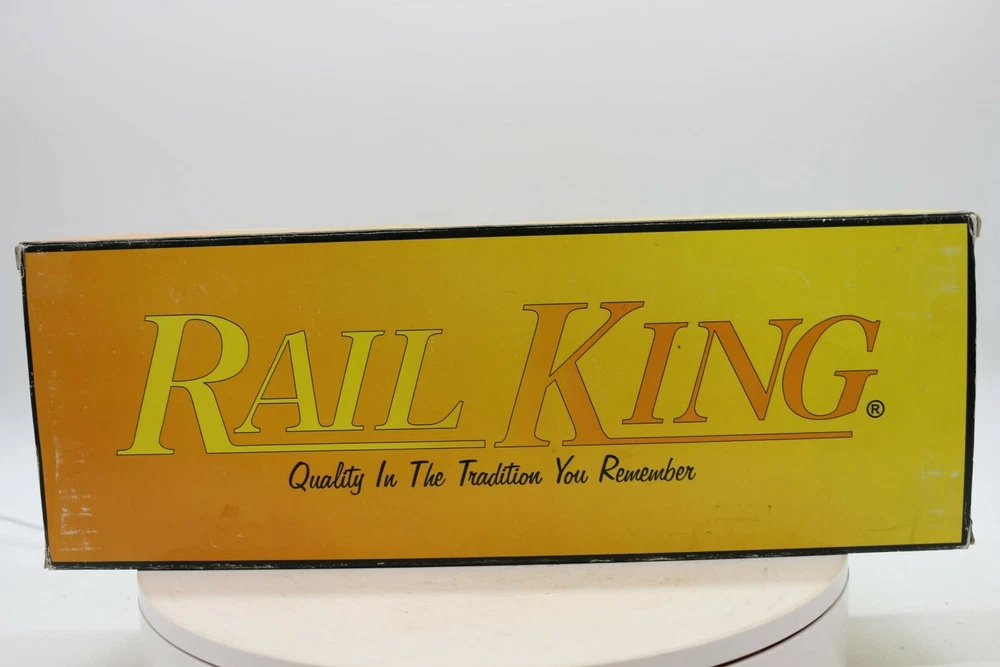 RAIL KING®
Quality In The Tradition You Remember